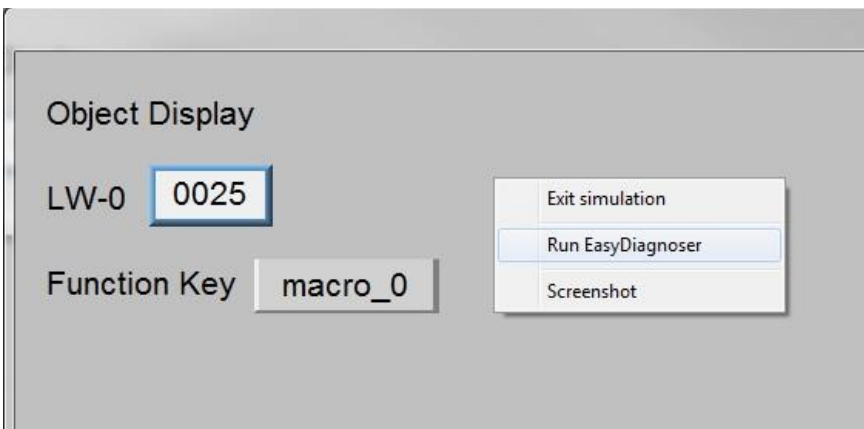 Object Display
LW-0 0025
Function Key macro_0
Exit simulation
Run EasyDiagnoser
Screenshot